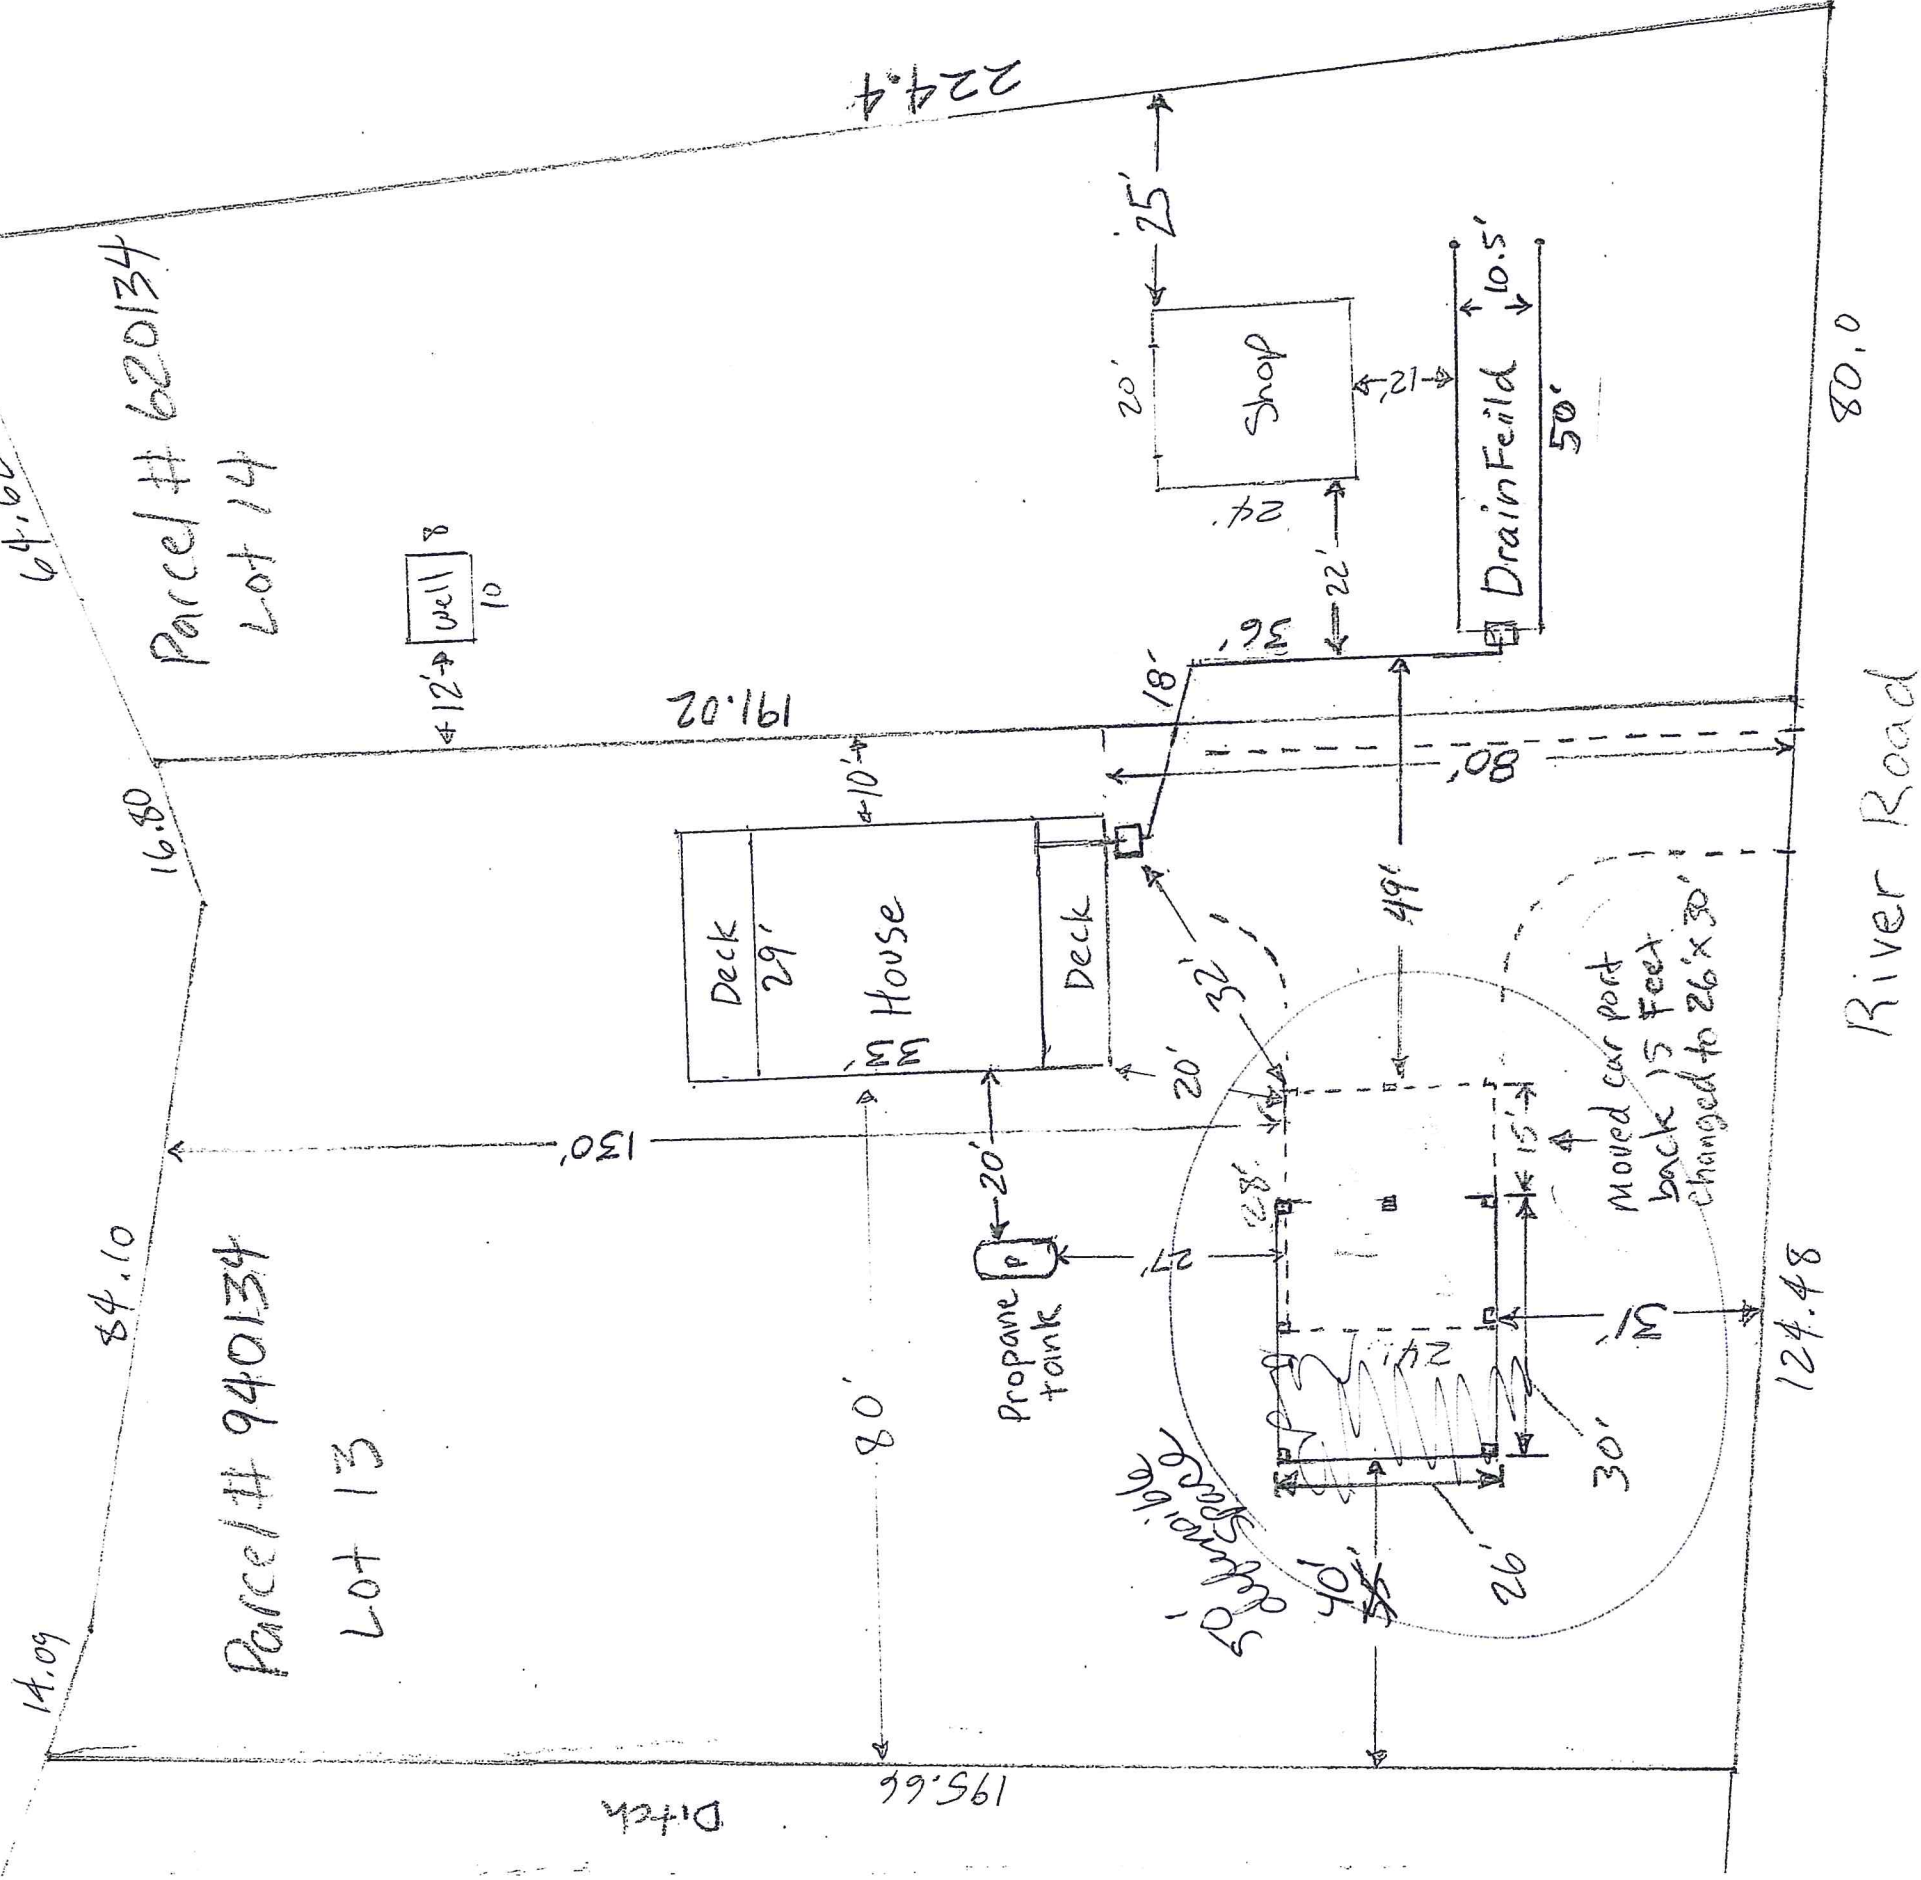 Ditch
14.09
84.10
16.80
64.60
Parcel # 940134
Lot 13
Parcel # 620134
Lot 14
195.66
191.02
224.4
12'
Well
8
10
130'
80'
10'
Deck
29'
House
33'
Deck
20'
Propane
tank
P
27'
20'
32'
18'
36'
22'
25'
20'
24'
Shop
12'
Drain Feild
10.5'
50'
80'
49'
50'
defensible
space
40'
28'
24'
15'
31'
26'
30'
Moved car port
back 15 Feet
changed to 26' x 30'
124.48
80.0
River Road